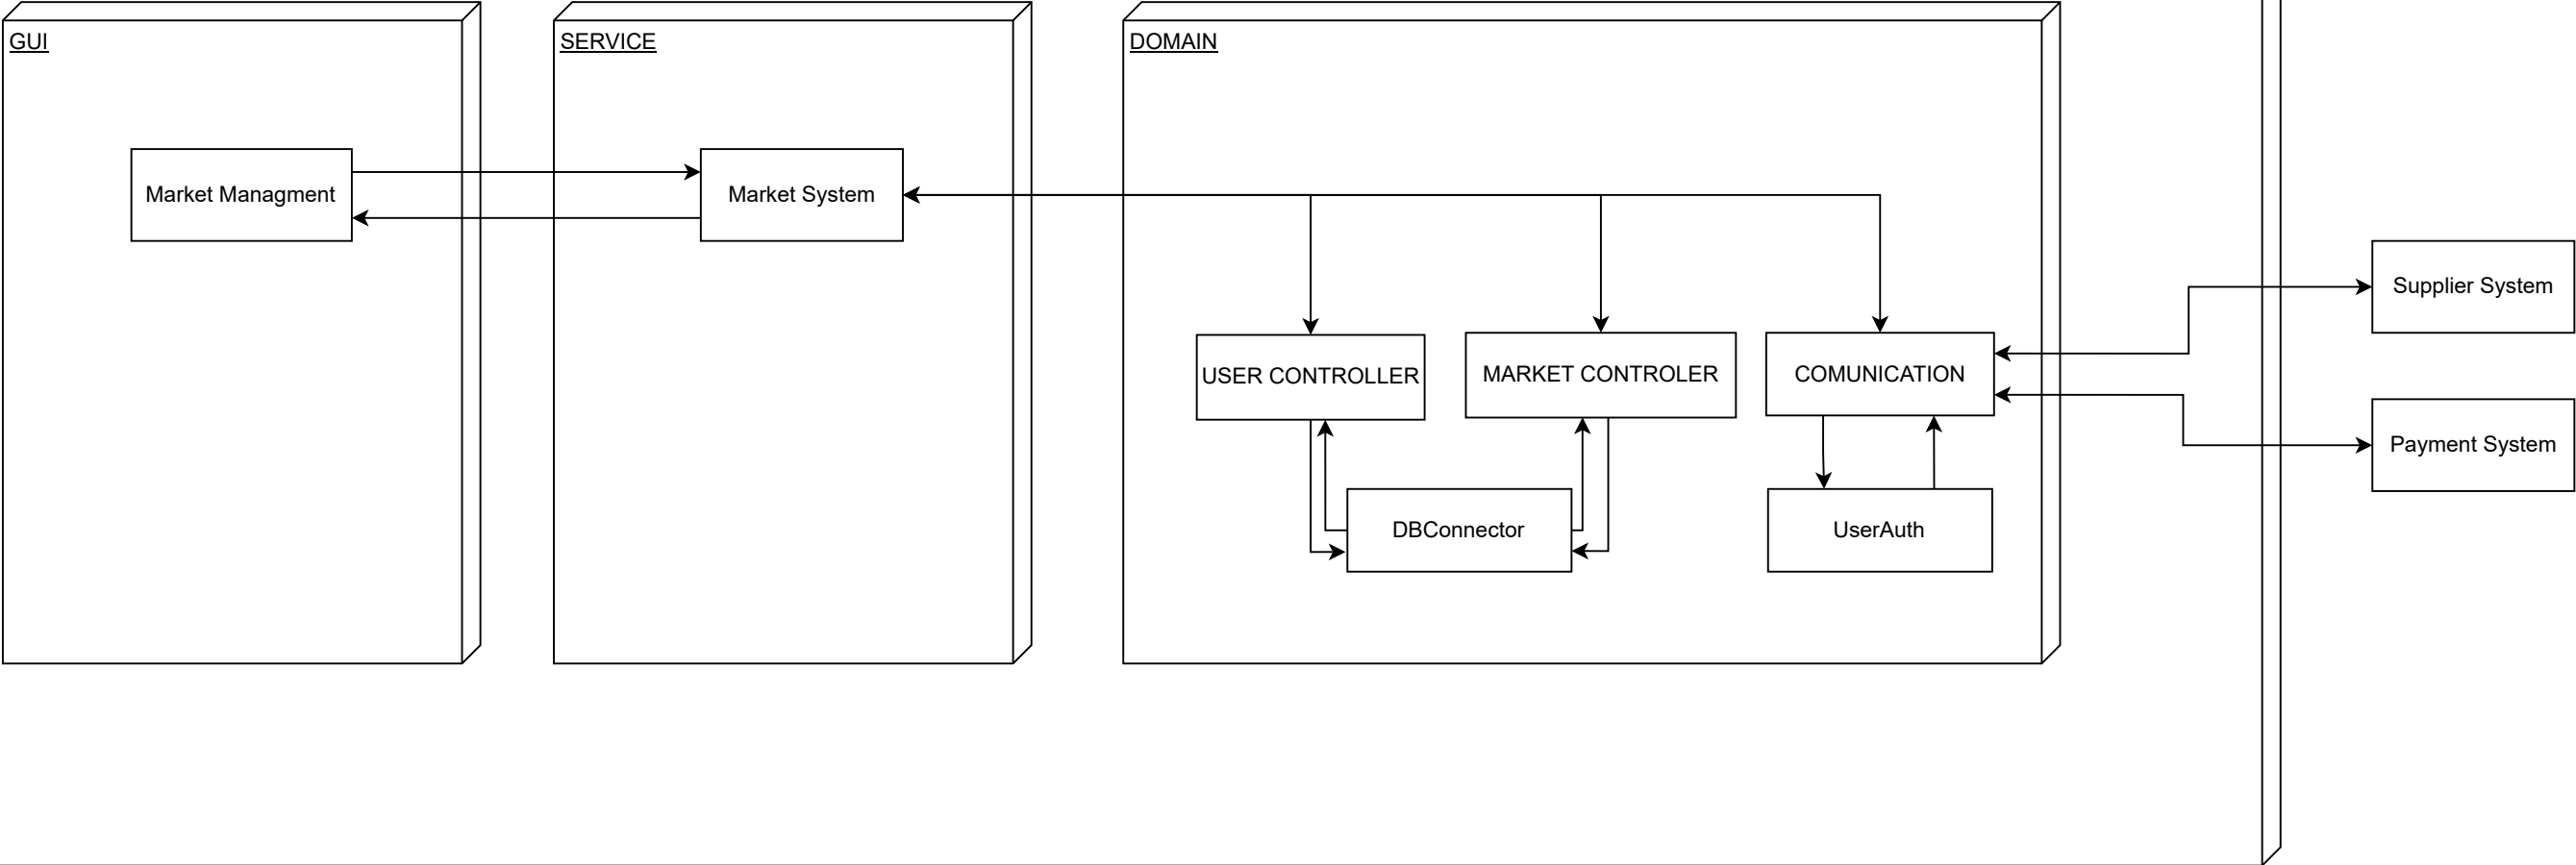 GUI
SERVICE
DOMAIN
Market Managment
Market System
Supplier System
USER CONTROLLER
MARKET CONTROLER
COMUNICATION
Payment System
DBConnector
UserAuth